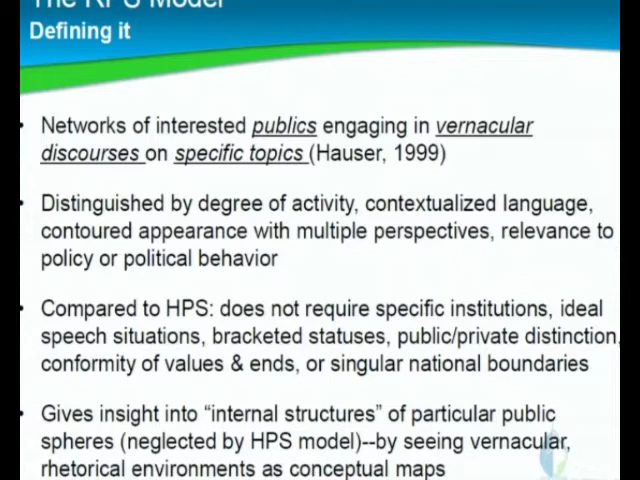 The RPS Model
Defining it
• Networks of interested publics engaging in vernacular
discourses on specific topics (Hauser, 1999)
• Distinguished by degree of activity, contextualized language,
contoured appearance with multiple perspectives, relevance to
policy or political behavior
• Compared to HPS: does not require specific institutions, ideal
speech situations, bracketed statuses, public/private distinction,
conformity of values & ends, or singular national boundaries
• Gives insight into “internal structures” of particular public
spheres (neglected by HPS model)--by seeing vernacular,
rhetorical environments as conceptual maps